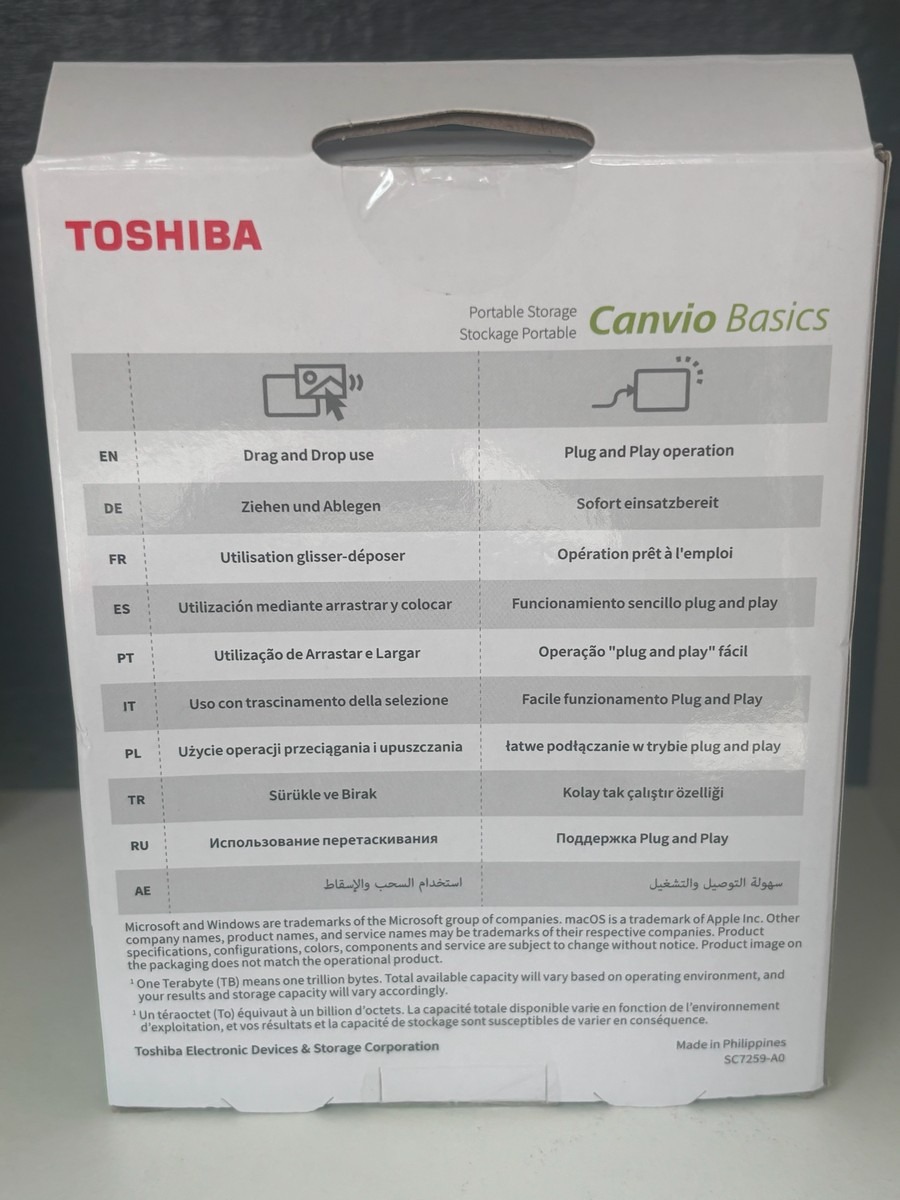 TOSHIBA
Portable Storage
Stockage Portable
Canvio Basics
EN Drag and Drop use Plug and Play operation
DE Ziehen und Ablegen Sofort einsatzbereit
FR Utilisation glisser-déposer Opération prêt à l'emploi
ES Utilización mediante arrastrar y colocar Funcionamiento sencillo plug and play
PT Utilização de Arrastar e Largar Operação "plug and play" fácil
IT Uso con trascinamento della selezione Facile funzionamento Plug and Play
PL Użycie operacji przeciągania i upuszczania łatwe podłączanie w trybie plug and play
TR Sürükle ve Birak Kolay tak çalıştır özelliği
RU Использование перетаскивания Поддержка Plug and Play
AE استخدام السحب والإسقاط سهولة التوصيل والتشغيل
Microsoft and Windows are trademarks of the Microsoft group of companies. macOS is a trademark of Apple Inc. Other
company names, product names, and service names may be trademarks of their respective companies. Product
specifications, configurations, colors, components and service are subject to change without notice. Product image on
the packaging does not match the operational product.
¹ One Terabyte (TB) means one trillion bytes. Total available capacity will vary based on operating environment, and
your results and storage capacity will vary accordingly.
¹ Un téraoctet (To) équivaut à un billion d'octets. La capacité totale disponible varie en fonction de l'environnement
d'exploitation, et vos résultats et la capacité de stockage sont susceptibles de varier en conséquence.
Toshiba Electronic Devices & Storage Corporation
Made in Philippines
SC7259-A0